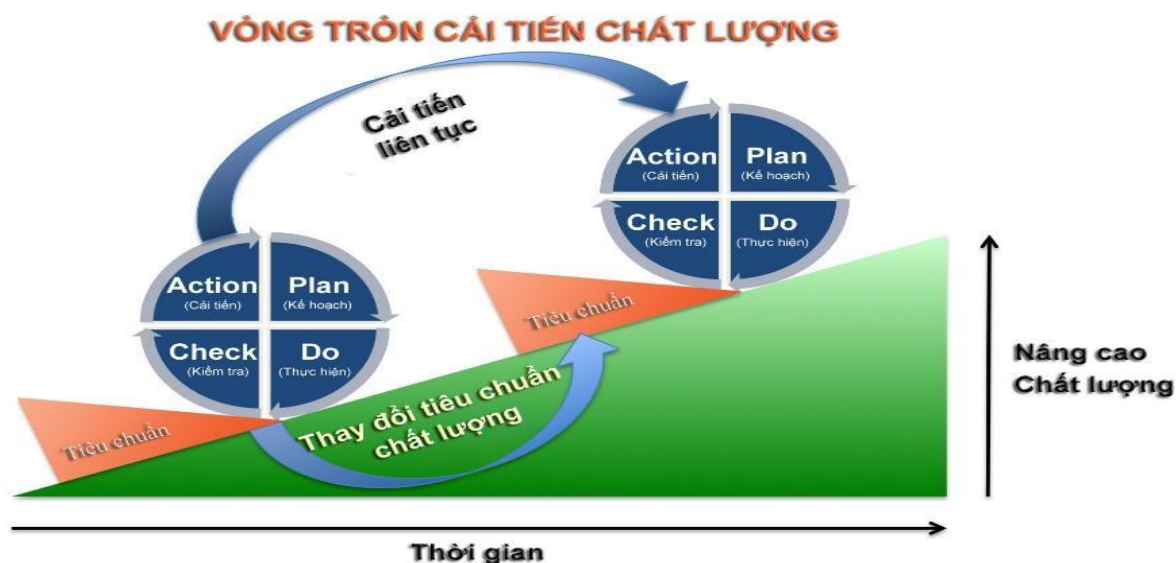 VÒNG TRÒN CẢI TIẾN CHẤT LƯỢNG
Cải tiến
liên tục
Action
(Cải tiến)
Plan
(Kế hoạch)
Check
(Kiểm tra)
Do
(Thực hiện)
Action
(Cải tiến)
Plan
(Kế hoạch)
Check
(Kiểm tra)
Do
(Thực hiện)
Tiêu chuẩn
Tiêu chuẩn
Thay đổi tiêu chuẩn
chất lượng
Nâng cao
Chất lượng
Thời gian